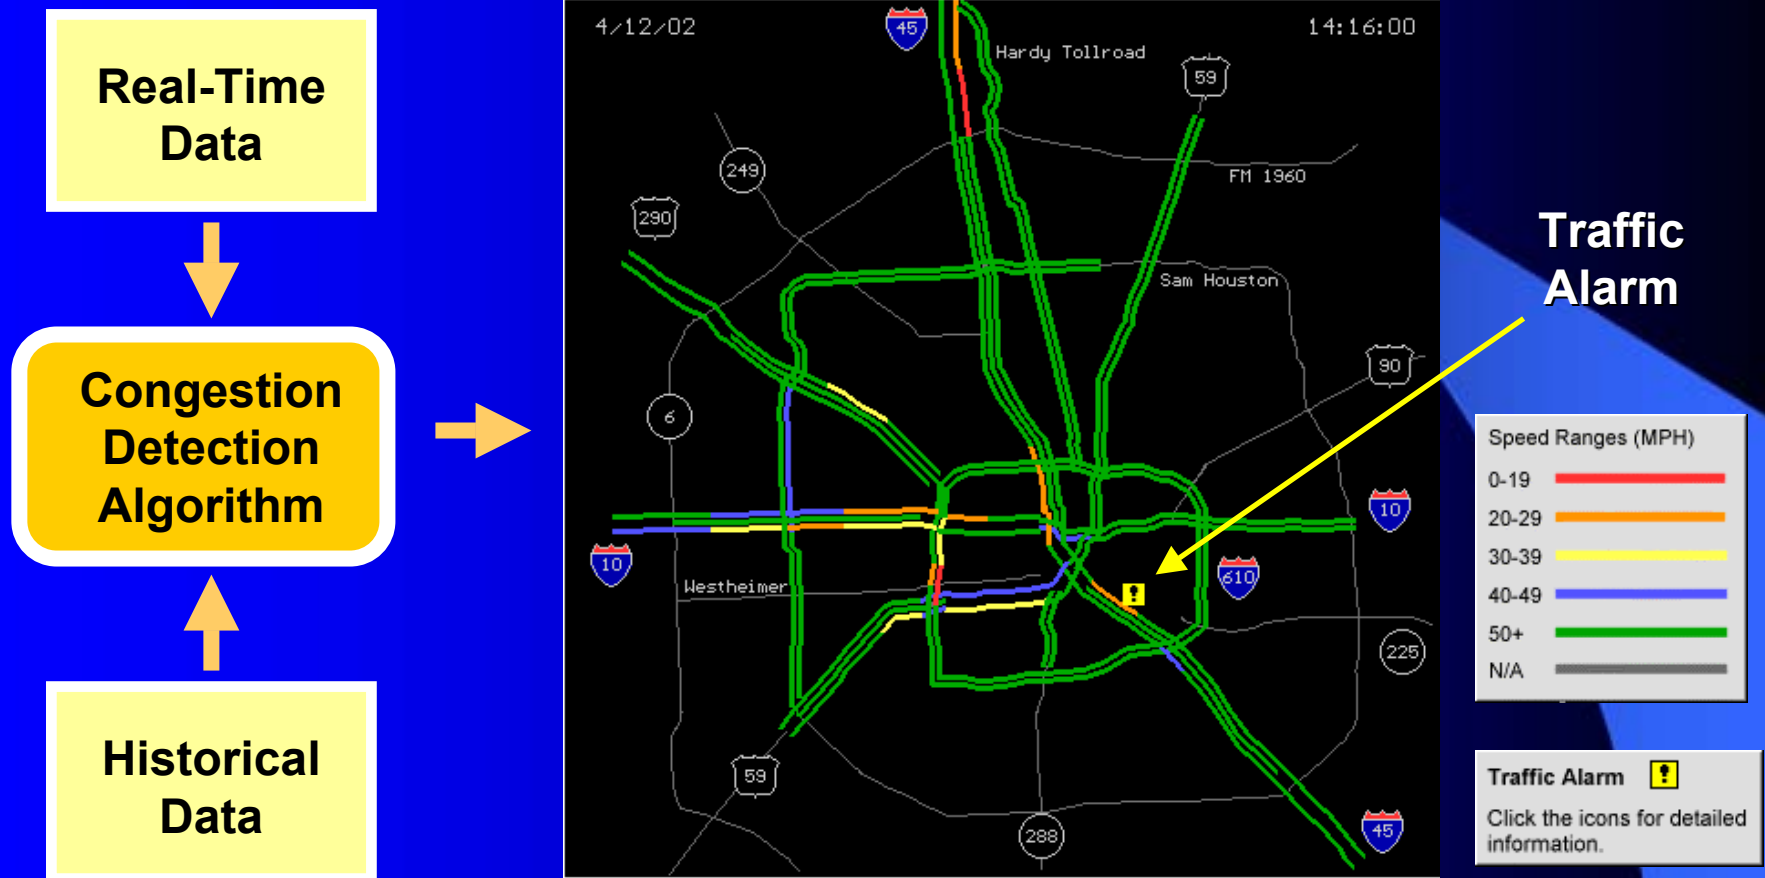 Real-Time
Data
Congestion
Detection
Algorithm
Historical
Data
4/12/02
14:16:00
45
Hardy Tollroad
59
249
FM 1960
290
Sam Houston
90
6
10
10
610
Westheimer
225
59
288
45
Traffic
Alarm
Speed Ranges (MPH)
0-19
20-29
30-39
40-49
50+
N/A
Traffic Alarm !
Click the icons for detailed
information.